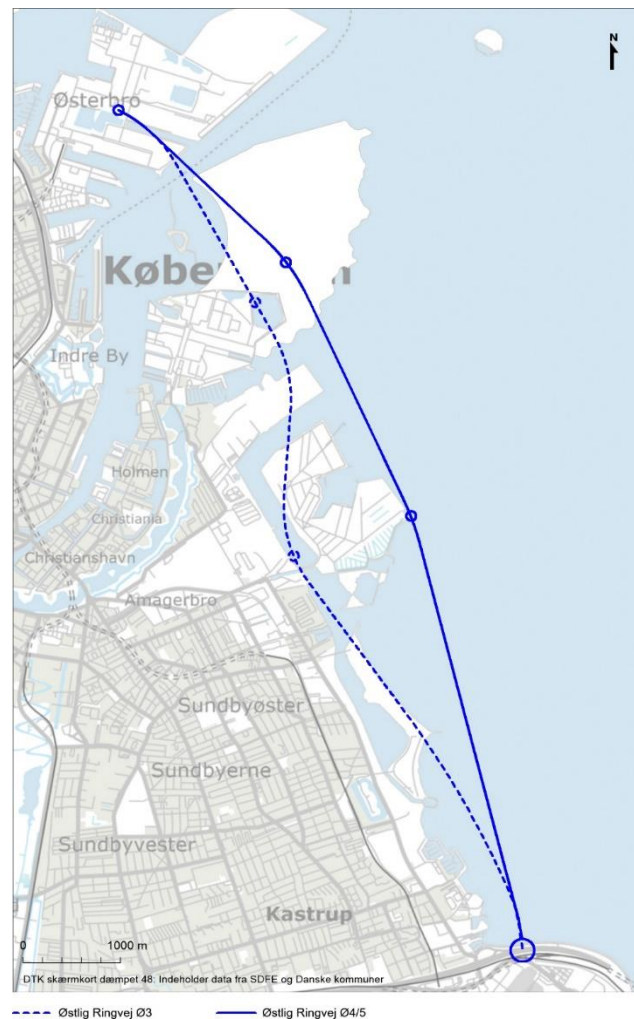 N
Østerbro
København
Indre By
Holmen
Christiania
Christianshavn
Amagerbro
Sundbyøster
Sundbyerne
Sundbyvester
Kastrup
0
1000 m
DTK skærmkort dæmpet 48: Indeholder data fra SDFE og Danske kommuner
Østlig Ringvej Ø3
Østlig Ringvej Ø4/5